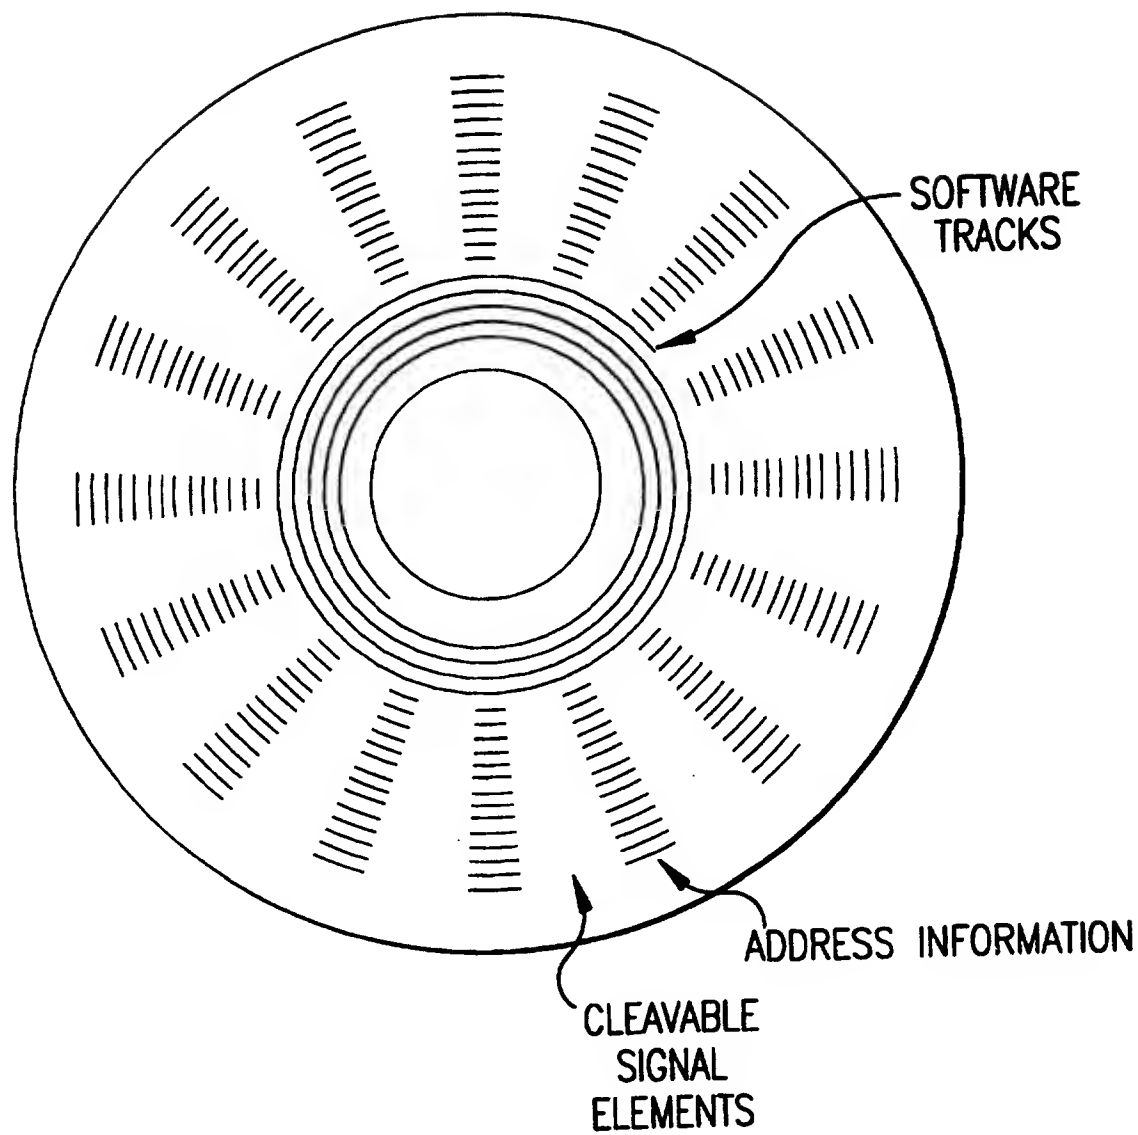 SOFTWARE
TRACKS
ADDRESS INFORMATION
CLEAVABLE
SIGNAL
ELEMENTS